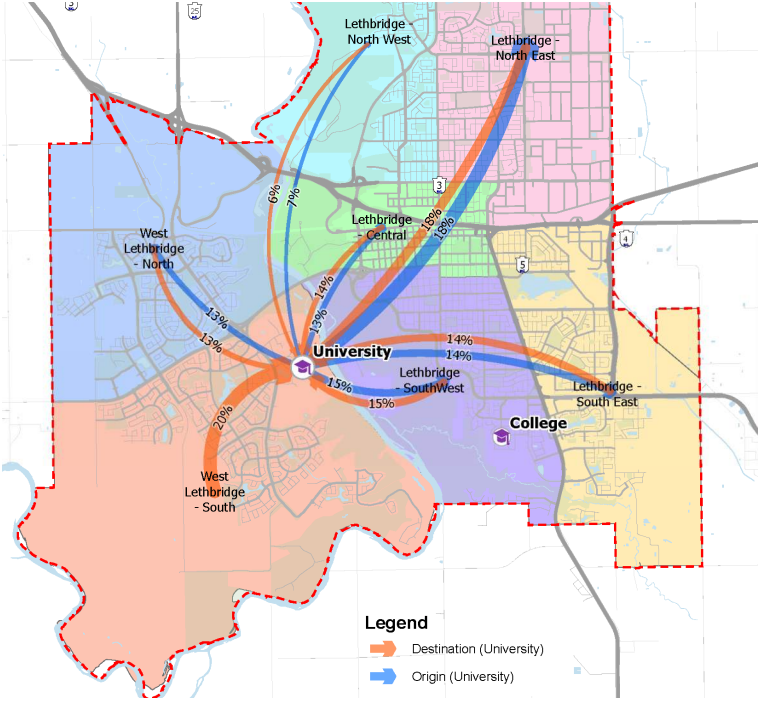 3
25
Lethbridge -
North West
Lethbridge -
North East
3
6%
7%
18%
18%
West
Lethbridge
- North
Lethbridge
- Central
4
5
14%
13%
13%
13%
University
14%
14%
Lethbridge
- SouthWest
15%
15%
Lethbridge -
South East
20%
College
West
Lethbridge
- South
Legend
Destination (University)
Origin (University)